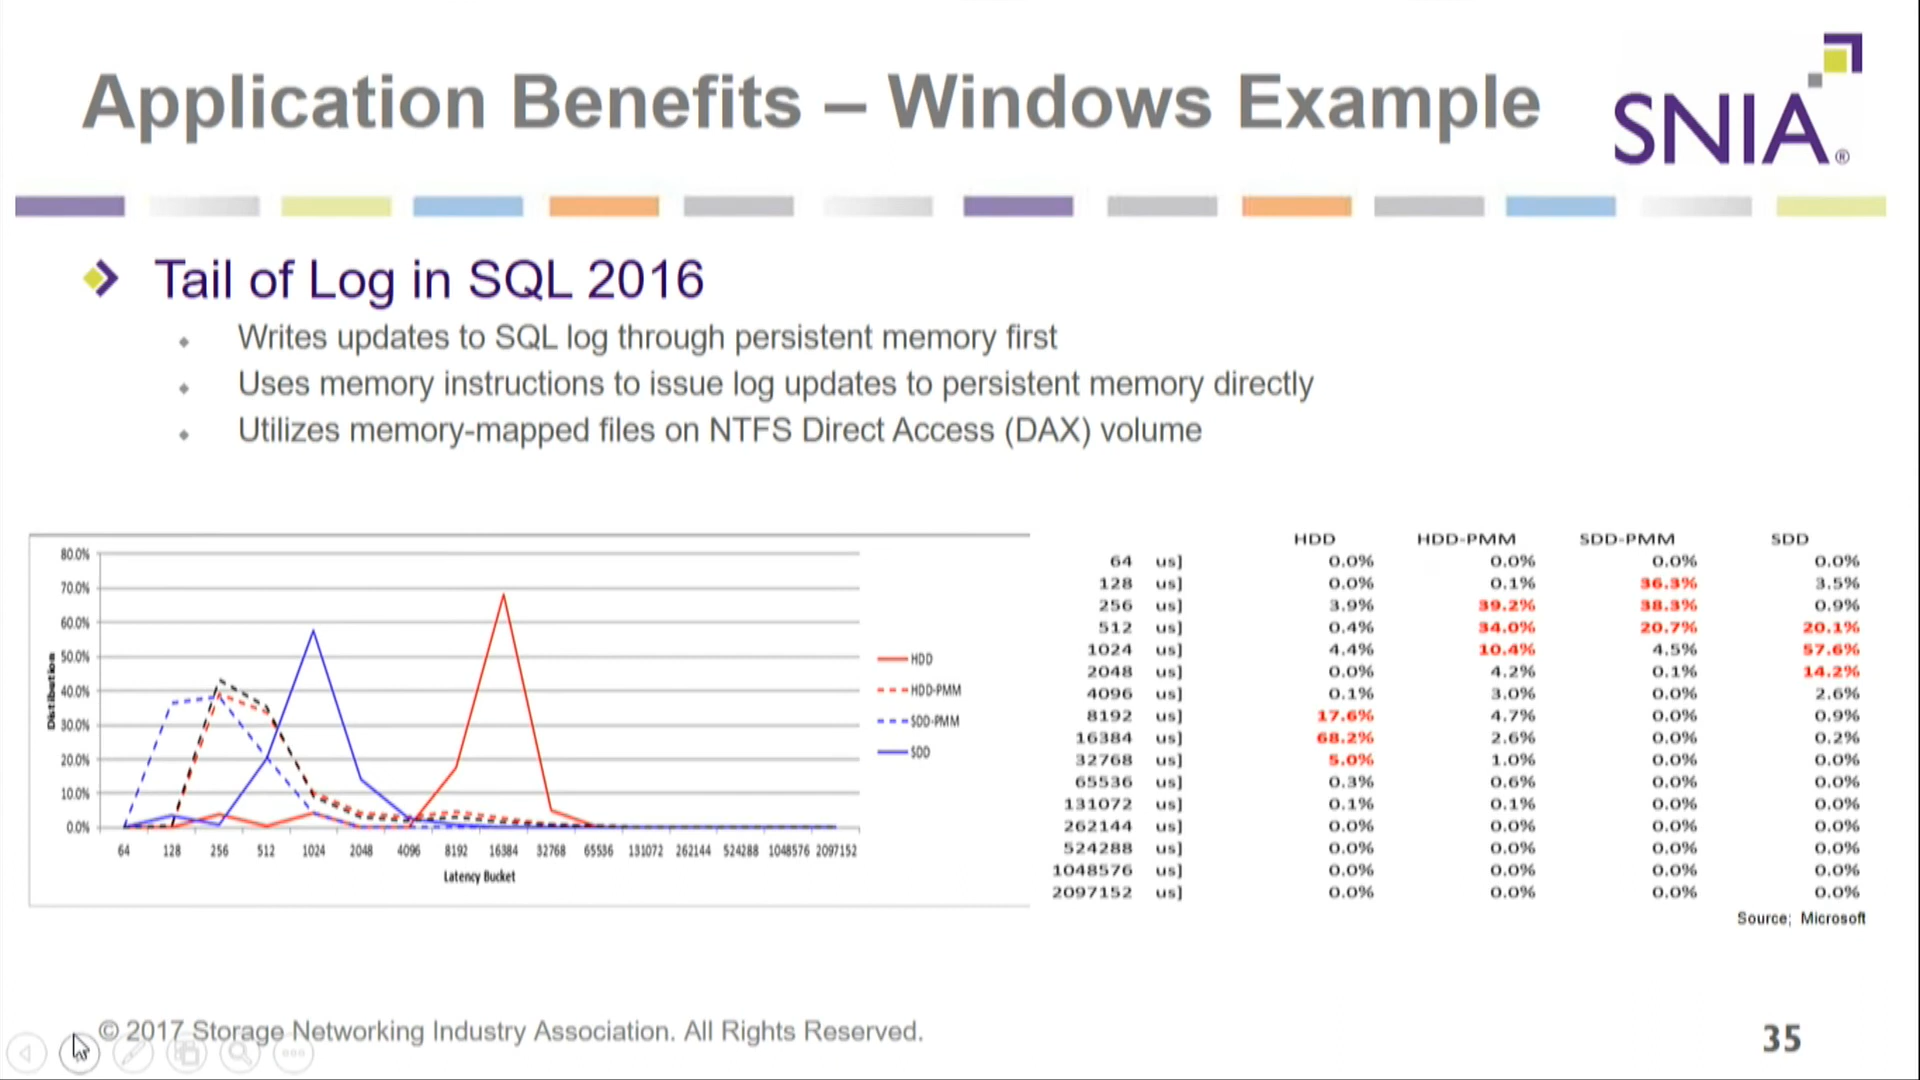 Application Benefits – Windows Example
SNIA®
Tail of Log in SQL 2016
Writes updates to SQL log through persistent memory first
Uses memory instructions to issue log updates to persistent memory directly
Utilizes memory-mapped files on NTFS Direct Access (DAX) volume
80.0%
70.0%
60.0%
50.0%
40.0%
30.0%
20.0%
10.0%
0.0%
Distibution
64 128 256 512 1024 2048 4096 8192 16384 32768 65536 131072 262144 524288 1048576 2097152
Latency Bucket
HDD
HDD-PMM
SDD-PMM
SDD
HDD HDD-PMM SDD-PMM SDD
64 us] 0.0% 0.0% 0.0% 0.0%
128 us] 0.0% 0.1% 36.3% 3.5%
256 us] 3.9% 39.2% 38.3% 0.9%
512 us] 0.4% 34.0% 20.7% 20.1%
1024 us] 4.4% 10.4% 4.5% 57.6%
2048 us] 0.0% 4.2% 0.1% 14.2%
4096 us] 0.1% 3.0% 0.0% 2.6%
8192 us] 17.6% 4.7% 0.0% 0.9%
16384 us] 68.2% 2.6% 0.0% 0.2%
32768 us] 5.0% 1.0% 0.0% 0.0%
65536 us] 0.3% 0.6% 0.0% 0.0%
131072 us] 0.1% 0.1% 0.0% 0.0%
262144 us] 0.0% 0.0% 0.0% 0.0%
524288 us] 0.0% 0.0% 0.0% 0.0%
1048576 us] 0.0% 0.0% 0.0% 0.0%
2097152 us] 0.0% 0.0% 0.0% 0.0%
Source; Microsoft
© 2017 Storage Networking Industry Association. All Rights Reserved.
35